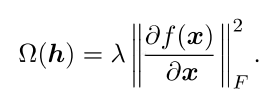 Ω(h) = λ ‖∂f(x)/∂x‖²_F .